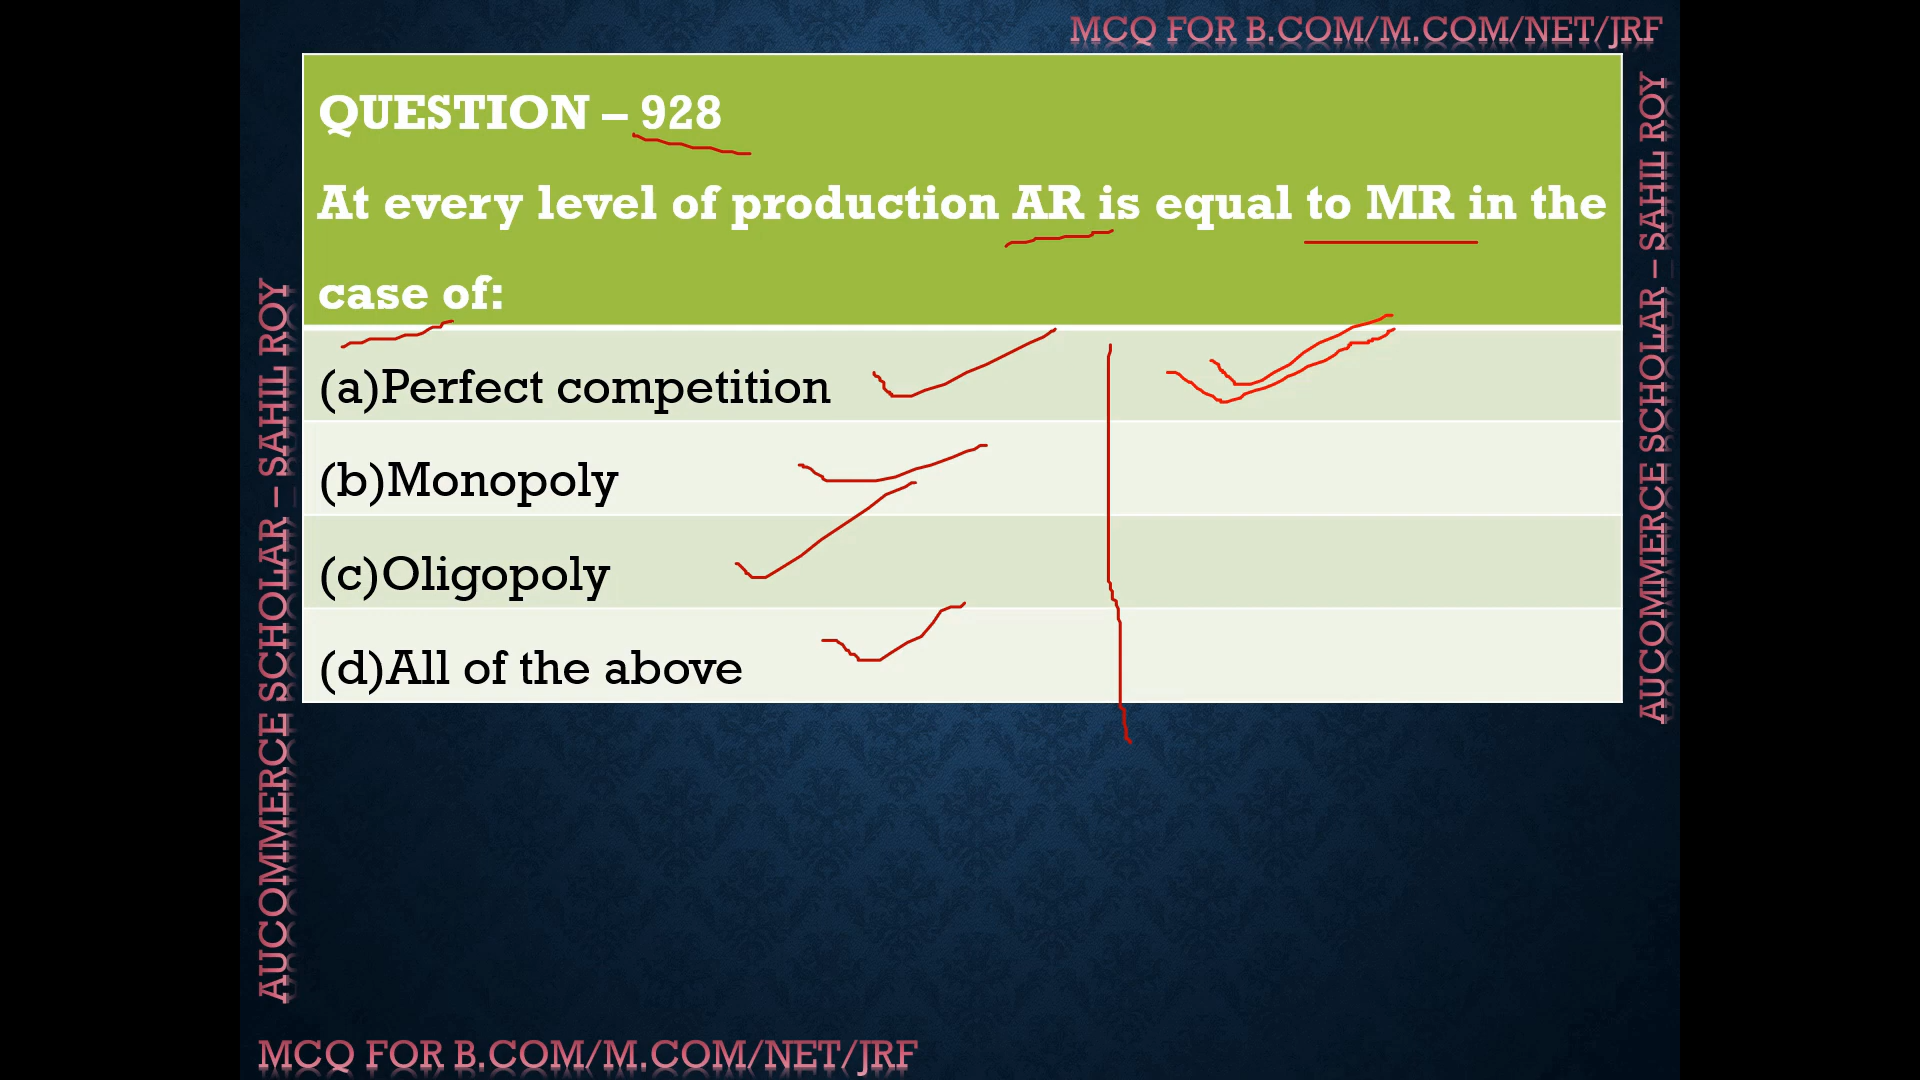 MCQ FOR B.COM/M.COM/NET/JRF
QUESTION – 928
At every level of production AR is equal to MR in the
case of:
(a)Perfect competition
(b)Monopoly
(c)Oligopoly
(d)All of the above
AUCOMMERCE SCHOLAR – SAHIL ROY
AUCOMMERCE SCHOLAR – SAHIL ROY
MCQ FOR B.COM/M.COM/NET/JRF